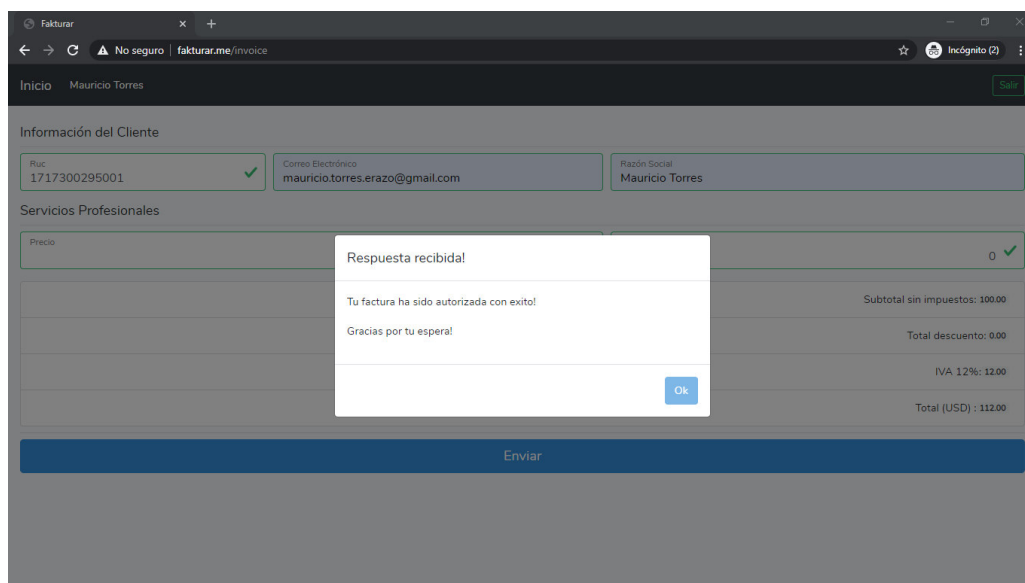 Fakturar
No seguro | fakturar.me/invoice
Incógnito (2)
Inicio Mauricio Torres
Salir
Información del Cliente
Ruc
1717300295001
Correo Electrónico
mauricio.torres.erazo@gmail.com
Razón Social
Mauricio Torres
Servicios Profesionales
Precio
0
Respuesta recibida!
Tu factura ha sido autorizada con exito!
Gracias por tu espera!
Ok
Subtotal sin impuestos: 100.00
Total descuento: 0.00
IVA 12%: 12.00
Total (USD) : 112.00
Enviar